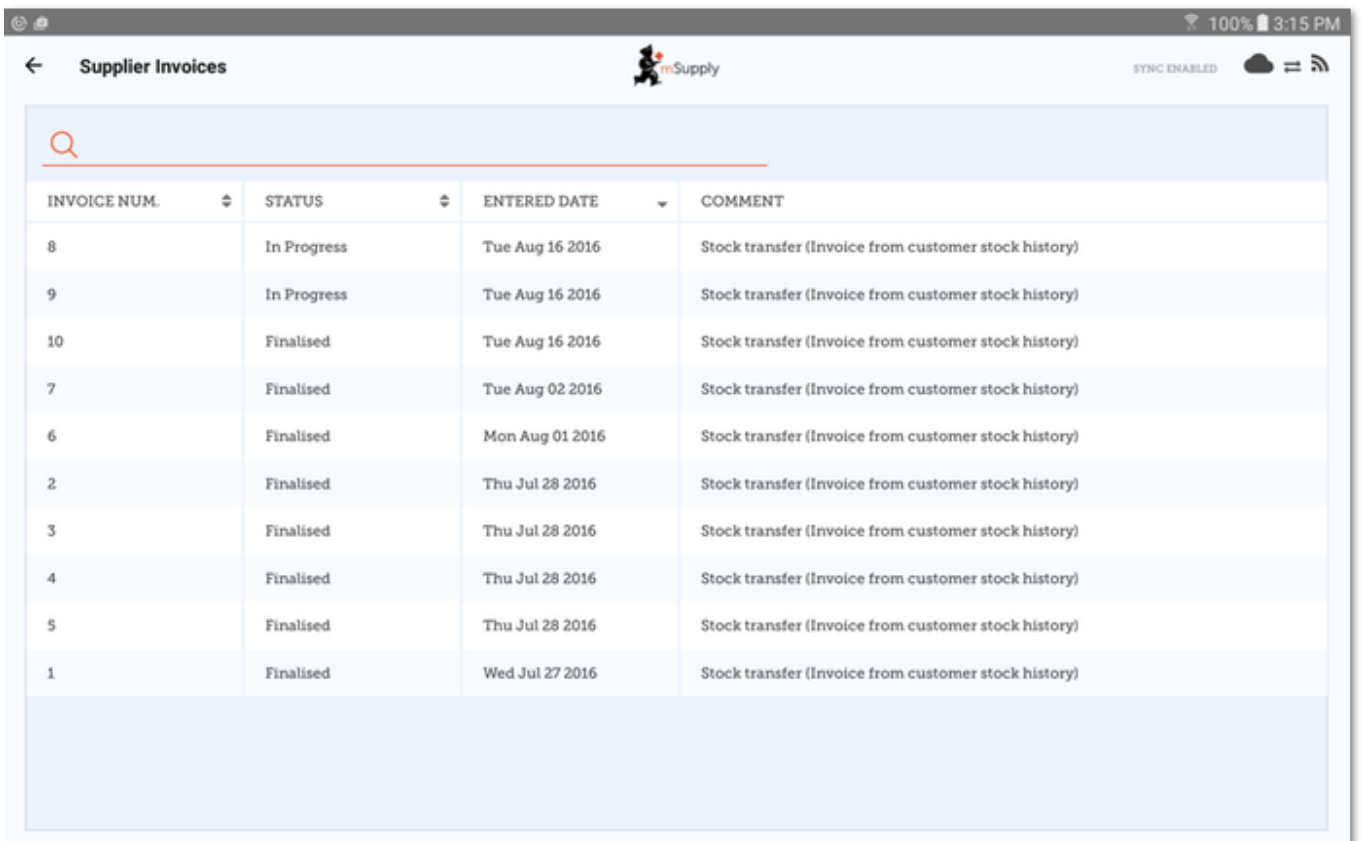 100% 3:15 PM
Supplier Invoices
mSupply
SYNC ENABLED
INVOICE NUM. STATUS ENTERED DATE COMMENT
8 In Progress Tue Aug 16 2016 Stock transfer (Invoice from customer stock history)
9 In Progress Tue Aug 16 2016 Stock transfer (Invoice from customer stock history)
10 Finalised Tue Aug 16 2016 Stock transfer (Invoice from customer stock history)
7 Finalised Tue Aug 02 2016 Stock transfer (Invoice from customer stock history)
6 Finalised Mon Aug 01 2016 Stock transfer (Invoice from customer stock history)
2 Finalised Thu Jul 28 2016 Stock transfer (Invoice from customer stock history)
3 Finalised Thu Jul 28 2016 Stock transfer (Invoice from customer stock history)
4 Finalised Thu Jul 28 2016 Stock transfer (Invoice from customer stock history)
5 Finalised Thu Jul 28 2016 Stock transfer (Invoice from customer stock history)
1 Finalised Wed Jul 27 2016 Stock transfer (Invoice from customer stock history)